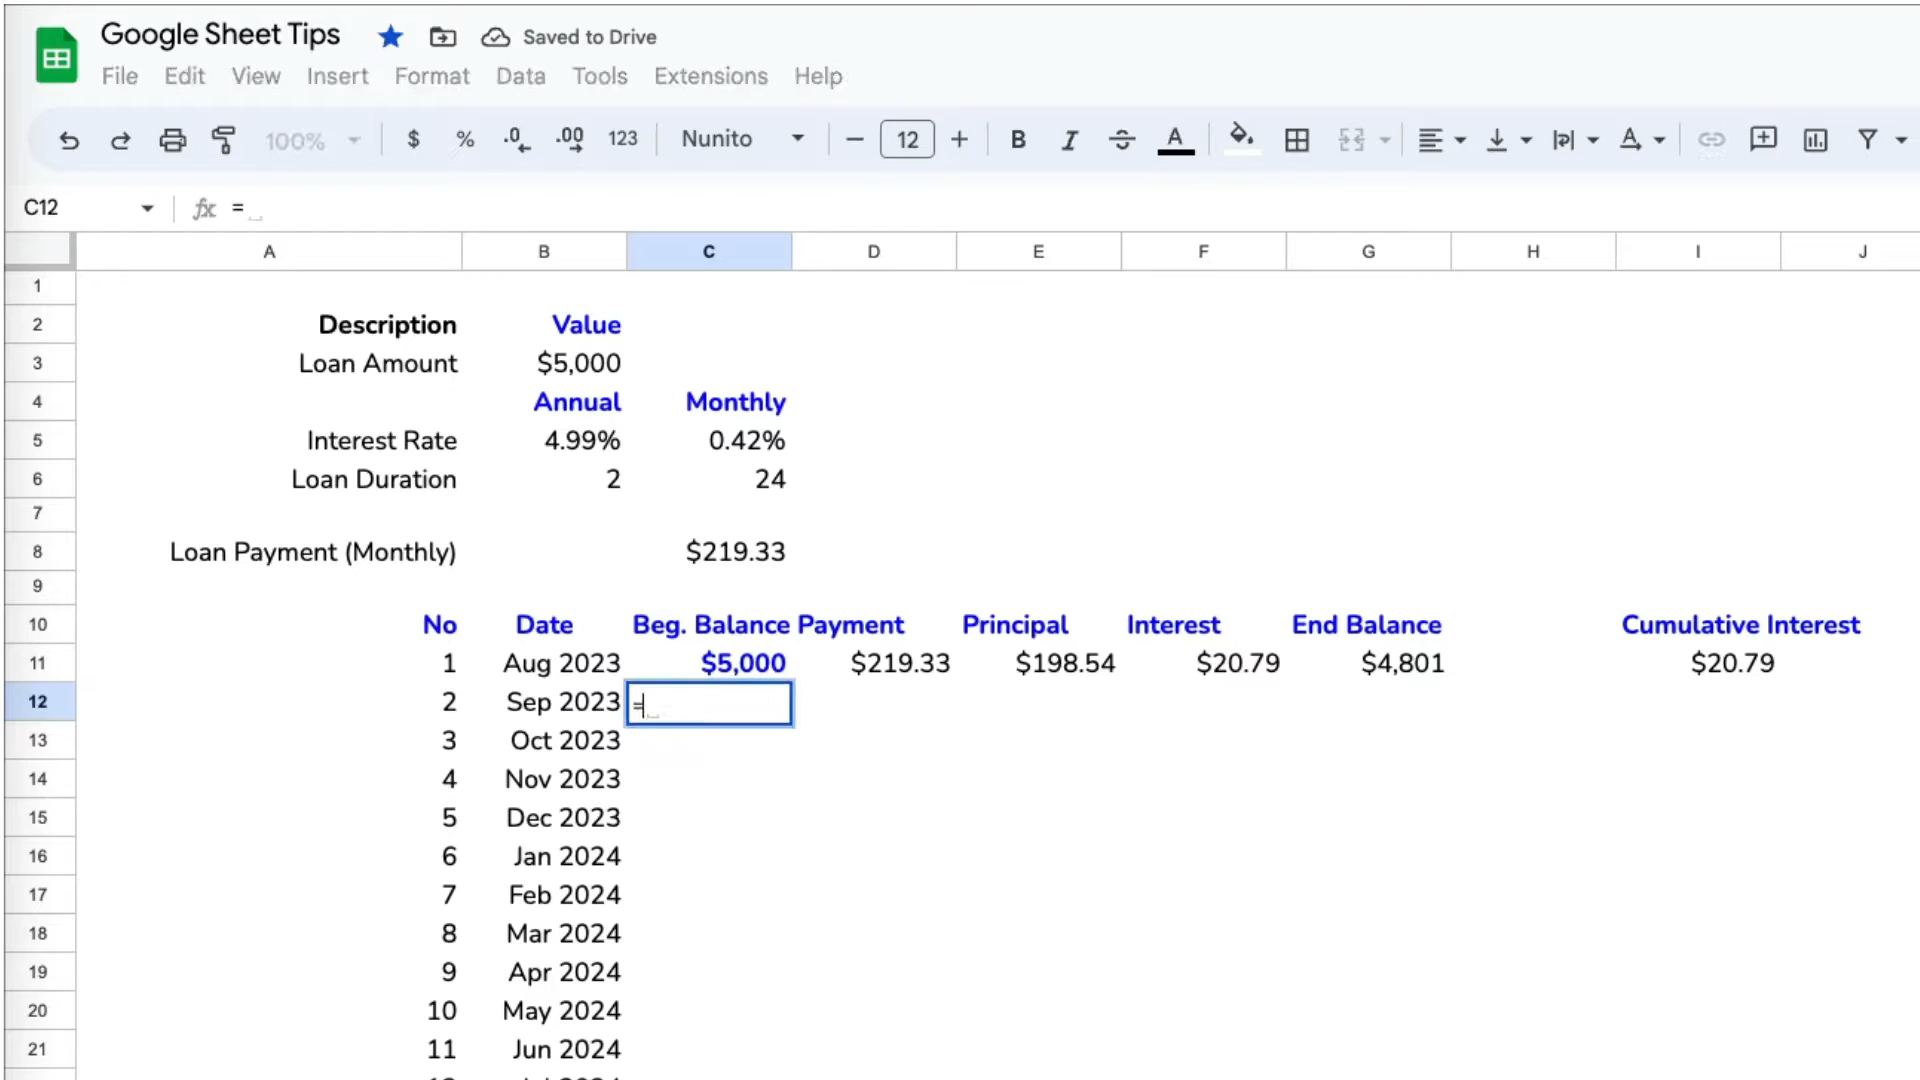 Google Sheet Tips Saved to Drive
File Edit View Insert Format Data Tools Extensions Help
100% $ % .0 .00 123 Nunito 12 B I A A
C12 fx =
A B C D E F G H I J
1
2 Description Value
3 Loan Amount $5,000
4 Annual Monthly
5 Interest Rate 4.99% 0.42%
6 Loan Duration 2 24
7
8 Loan Payment (Monthly) $219.33
9
10 No Date Beg. Balance Payment Principal Interest End Balance Cumulative Interest
11 1 Aug 2023 $5,000 $219.33 $198.54 $20.79 $4,801 $20.79
12 2 Sep 2023 =
13 3 Oct 2023
14 4 Nov 2023
15 5 Dec 2023
16 6 Jan 2024
17 7 Feb 2024
18 8 Mar 2024
19 9 Apr 2024
20 10 May 2024
21 11 Jun 2024